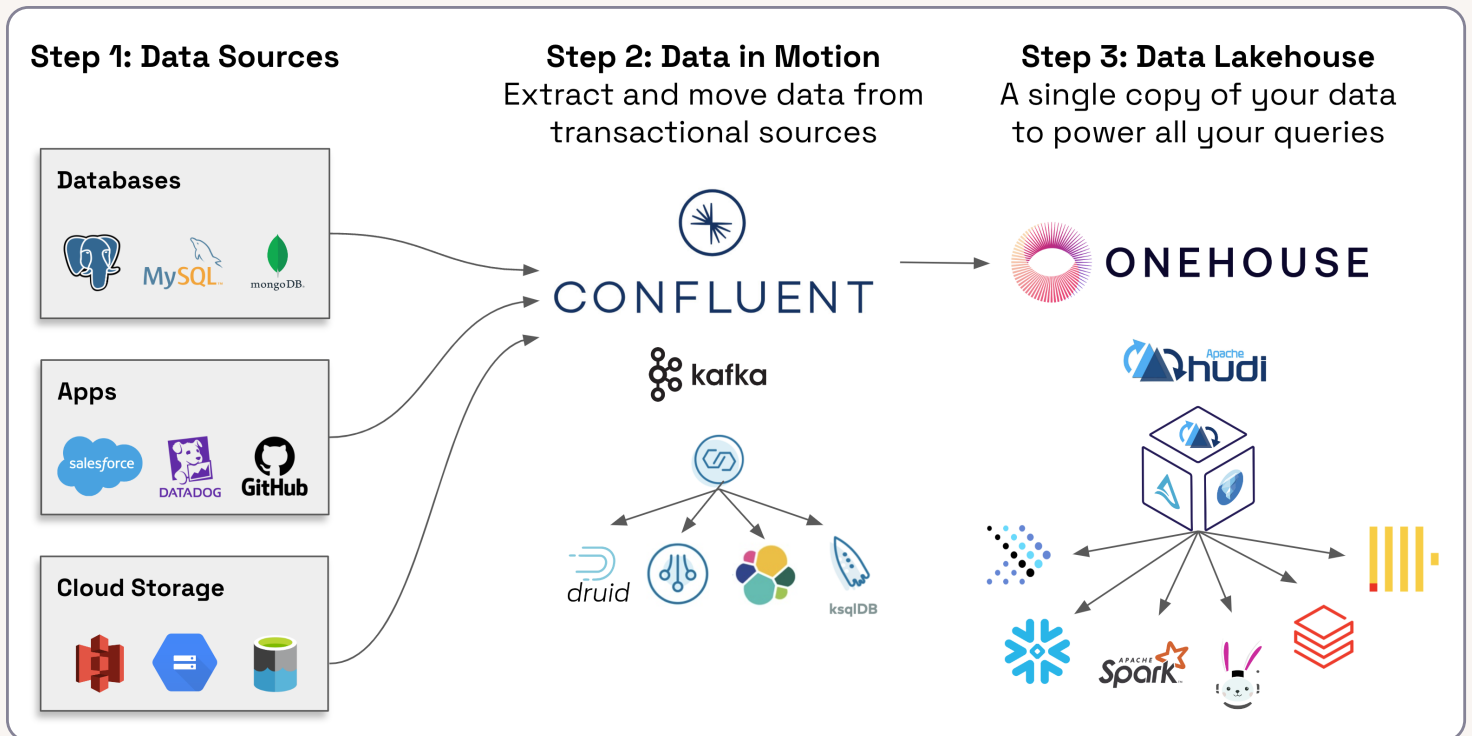 Step 1: Data Sources
Step 2: Data in Motion
Extract and move data from
transactional sources
Step 3: Data Lakehouse
A single copy of your data
to power all your queries
Databases
MySQL™
mongoDB.
Apps
salesforce
DATADOG
GitHub
Cloud Storage
CONFLUENT
kafka
druid
ksqlDB
ONEHOUSE
Apache
hudi
APACHE
Spark™